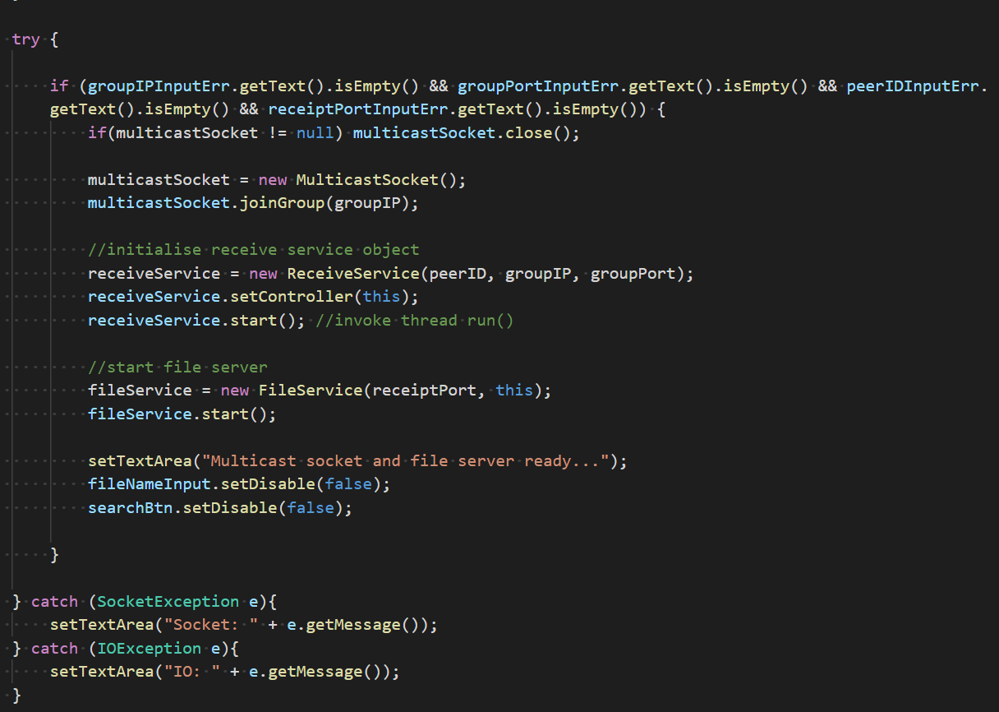 try {
if (groupIPInputErr.getText().isEmpty() && groupPortInputErr.getText().isEmpty() && peerIDInputErr.
getText().isEmpty() && receiptPortInputErr.getText().isEmpty()) {
if(multicastSocket != null) multicastSocket.close();
multicastSocket = new MulticastSocket();
multicastSocket.joinGroup(groupIP);
//initialise receive service object
receiveService = new ReceiveService(peerID, groupIP, groupPort);
receiveService.setController(this);
receiveService.start(); //invoke thread run()
//start file server
fileService = new FileService(receiptPort, this);
fileService.start();
setTextArea("Multicast socket and file server ready...");
fileNameInput.setDisable(false);
searchBtn.setDisable(false);
}
} catch (SocketException e){
setTextArea("Socket: " + e.getMessage());
} catch (IOException e){
setTextArea("IO: " + e.getMessage());
}